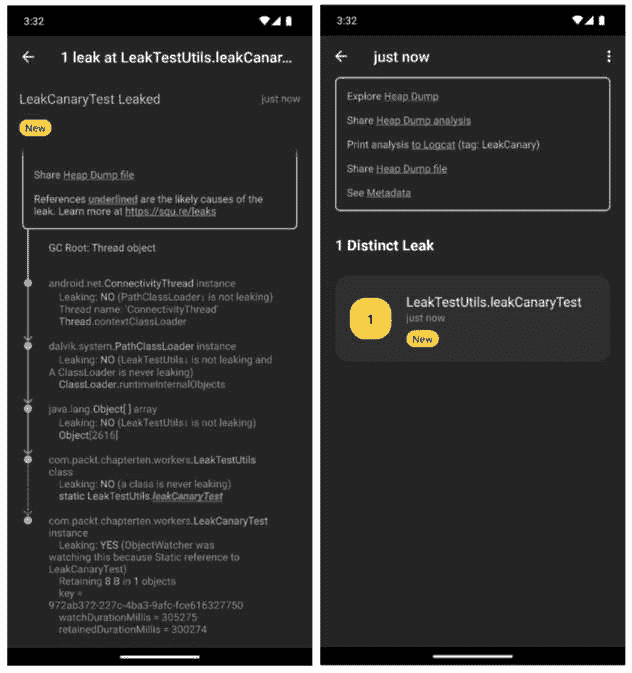 3:32
1 leak at LeakTestUtils.leakCanar...
LeakCanaryTest Leaked
just now
New
Share Heap Dump file
References underlined are the likely causes of the
leak. Learn more at https://squ.re/leaks
GC Root: Thread object
android.net.ConnectivityThread instance
Leaking: NO (PathClassLoader↓ is not leaking)
Thread name: 'ConnectivityThread'
Thread.contextClassLoader
dalvik.system.PathClassLoader instance
Leaking: NO (LeakTestUtils↓ is not leaking and
A ClassLoader is never leaking)
ClassLoader.runtimeInternalObjects
java.lang.Object[] array
Leaking: NO (LeakTestUtils↓ is not leaking)
Object[2616]
com.packt.chapterten.workers.LeakTestUtils
class
Leaking: NO (a class is never leaking)
static LeakTestUtils.leakCanaryTest
com.packt.chapterten.workers.LeakCanaryTest
instance
Leaking: YES (ObjectWatcher was
watching this because Static reference to
LeakCanaryTest)
Retaining 8 B in 1 objects
key =
972ab372-227c-4ba3-9afc-fce616327750
watchDurationMillis = 305275
retainedDurationMillis = 300274
3:32
just now
Explore Heap Dump
Share Heap Dump analysis
Print analysis to Logcat (tag: LeakCanary)
Share Heap Dump file
See Metadata
1 Distinct Leak
1
LeakTestUtils.leakCanaryTest
just now
New